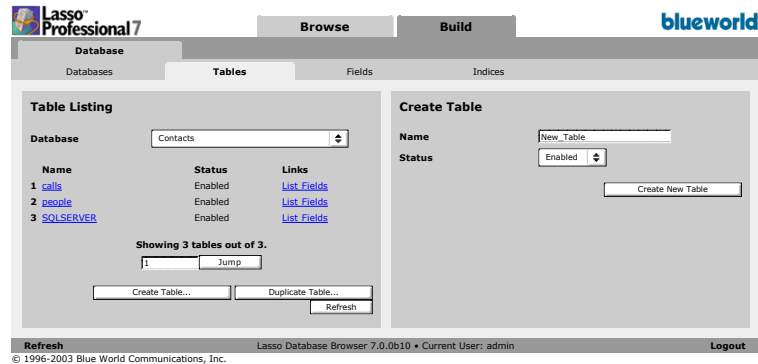 Lasso™
Professional 7
Browse
Build
blueworld
Database
Databases
Tables
Fields
Indices
Table Listing
Database
Contacts
Name Status Links
1 calls Enabled List Fields
2 people Enabled List Fields
3 SQLSERVER Enabled List Fields
Showing 3 tables out of 3.
1 Jump
Create Table... Duplicate Table...
Refresh
Create Table
Name New_Table
Status Enabled
Create New Table
Refresh Lasso Database Browser 7.0.0b10 • Current User: admin Logout
© 1996-2003 Blue World Communications, Inc.